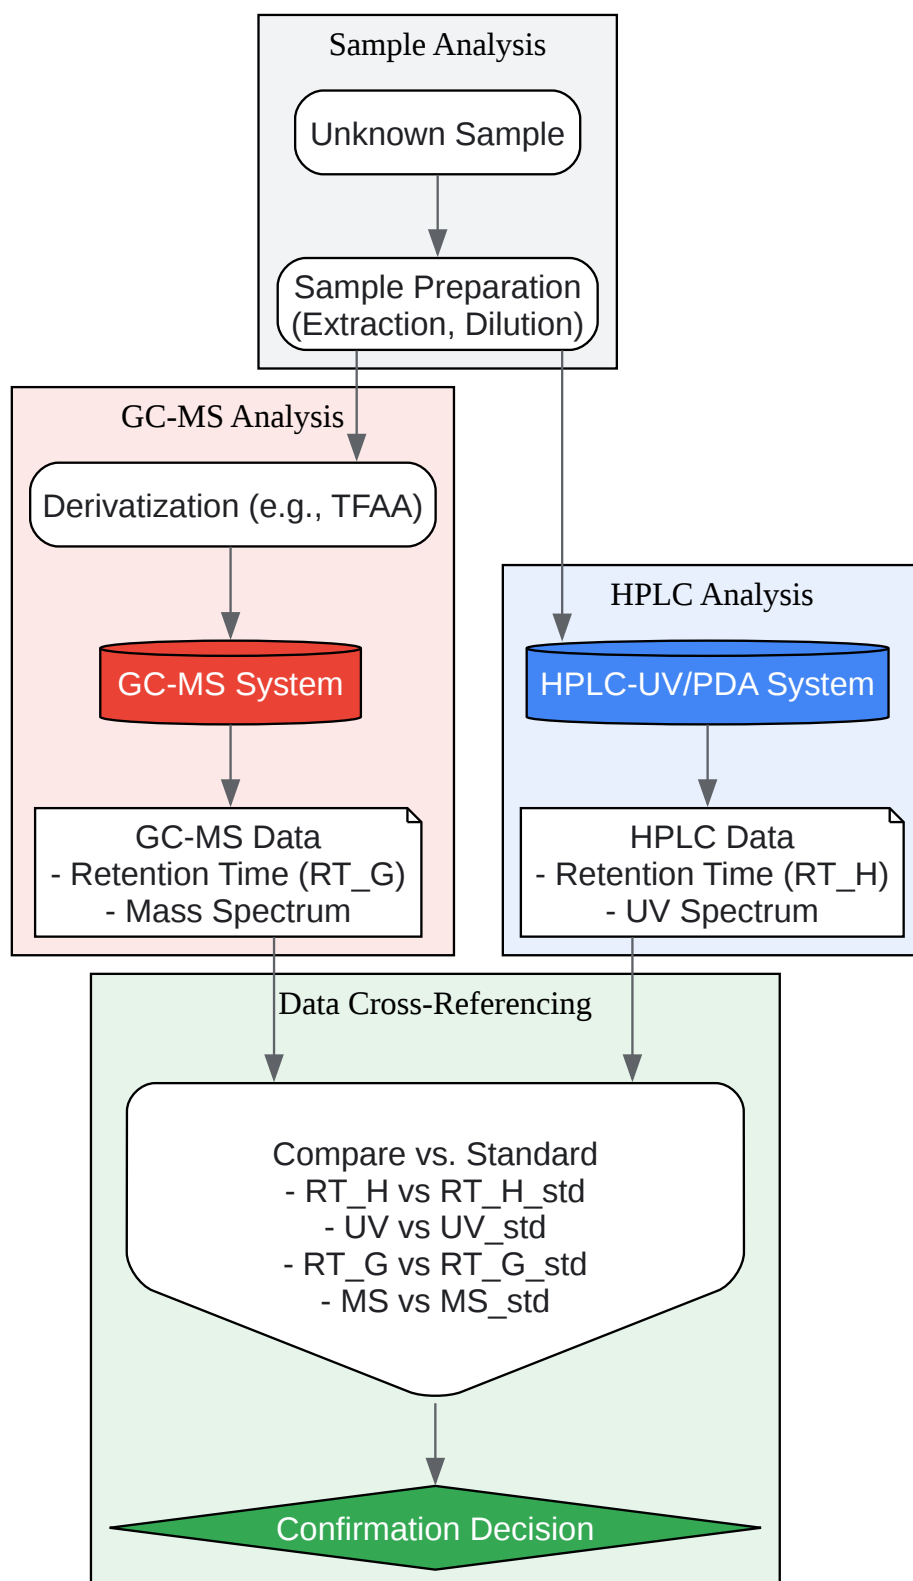 Sample Analysis
Unknown Sample
Sample Preparation
(Extraction, Dilution)
GC-MS Analysis
Derivatization (e.g., TFAA)
GC-MS System
GC-MS Data
- Retention Time (RT_G)
- Mass Spectrum
HPLC Analysis
HPLC-UV/PDA System
HPLC Data
- Retention Time (RT_H)
- UV Spectrum
Data Cross-Referencing
Compare vs. Standard
- RT_H vs RT_H_std
- UV vs UV_std
- RT_G vs RT_G_std
- MS vs MS_std
Confirmation Decision